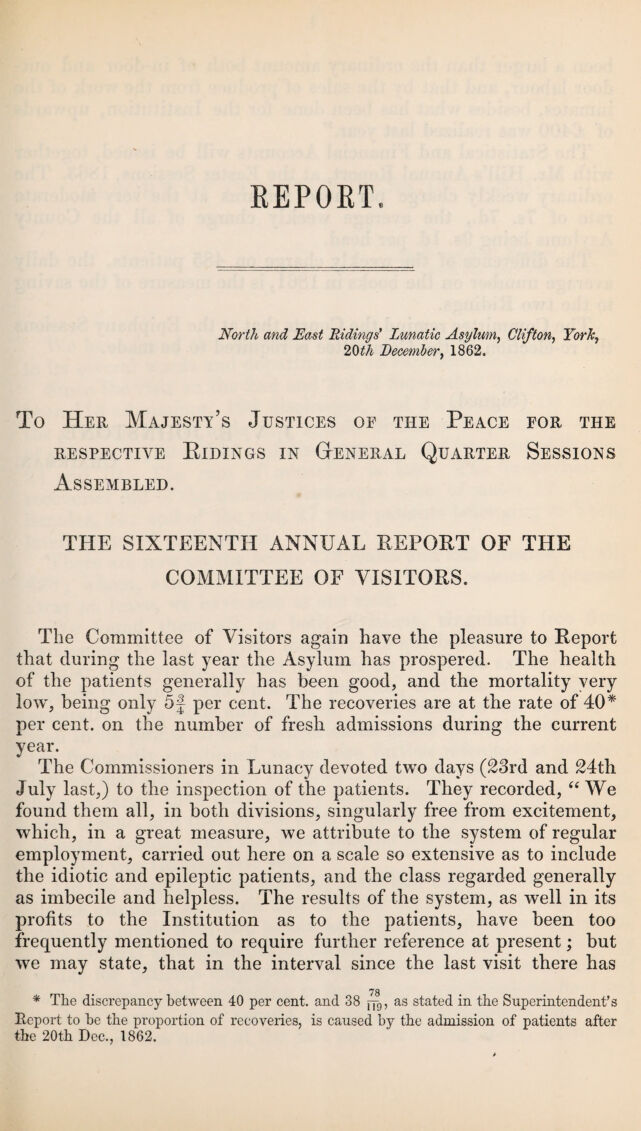 REPORT.
North and East Ridings' Lunatic Asylum, Clifton, York,
20th December, 1862.
To Her Majesty's Justices of the Peace for the
respective Ridings in General Quarter Sessions
Assembled.
THE SIXTEENTH ANNUAL REPORT OF THE
COMMITTEE OF VISITORS.
The Committee of Visitors again have the pleasure to Report
that during the last year the Asylum has prospered. The health
of the patients generally has been good, and the mortality very
low, being only 5¾ per cent. The recoveries are at the rate of 40*
per cent. on the number of fresh admissions during the current
year.
The Commissioners in Lunacy devoted two days (23rd and 24th
July last,) to the inspection of the patients. They recorded, “ We
found them all, in both divisions, singularly free from excitement,
which, in a great measure, we attribute to the system of regular
employment, carried out here on a scale so extensive as to include
the idiotic and epileptic patients, and the class regarded generally
as imbecile and helpless. The results of the system, as well in its
profits to the Institution as to the patients, have been too
frequently mentioned to require further reference at present; but
we may state, that in the interval since the last visit there has
* The discrepancy between 40 per cent. and 38 78/119, as stated in the Superintendent's
Report to be the proportion of recoveries, is caused by the admission of patients after
the 20th Dec., 1862.